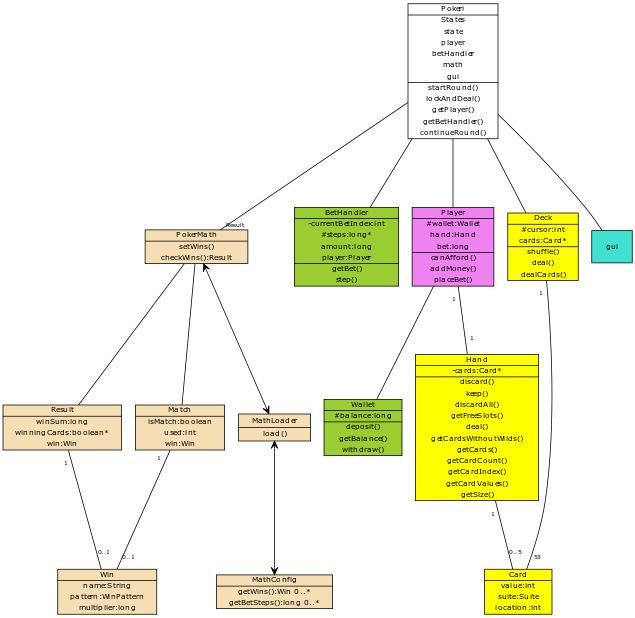 Pokeri
States
state
player
betHandler
math
gui
startRound()
lockAndDeal()
getPlayer()
getBetHandler()
continueRound()
Result
PokerMath
setWins()
checkWins():Result
BetHandler
-currentBetIndex:int
#steps:long*
amount:long
player:Player
getBet()
step()
Player
#wallet:Wallet
hand:Hand
bet:long
canAfford()
addMoney()
placeBet()
Deck
#cursor:int
cards:Card*
shuffle()
deal()
dealCards()
gui
1
1
1
Result
winSum:long
winningCards:boolean*
win:Win
Match
isMatch:boolean
used:int
win:Win
MathLoader
load()
Wallet
#balance:long
deposit()
getBalance()
withdraw()
Hand
-cards:Card*
discard()
keep()
discardAll()
getFreeSlots()
deal()
getCardsWithoutWilds()
getCards()
getCardCount()
getCardIndex()
getCardValues()
getSize()
1
1
1
0...1
0...1
0...5
53
Win
name:String
pattern:WinPattern
multiplier:long
MathConfig
getWins():Win 0..*
getBetSteps():long 0..*
Card
value:int
suite:Suite
location:int